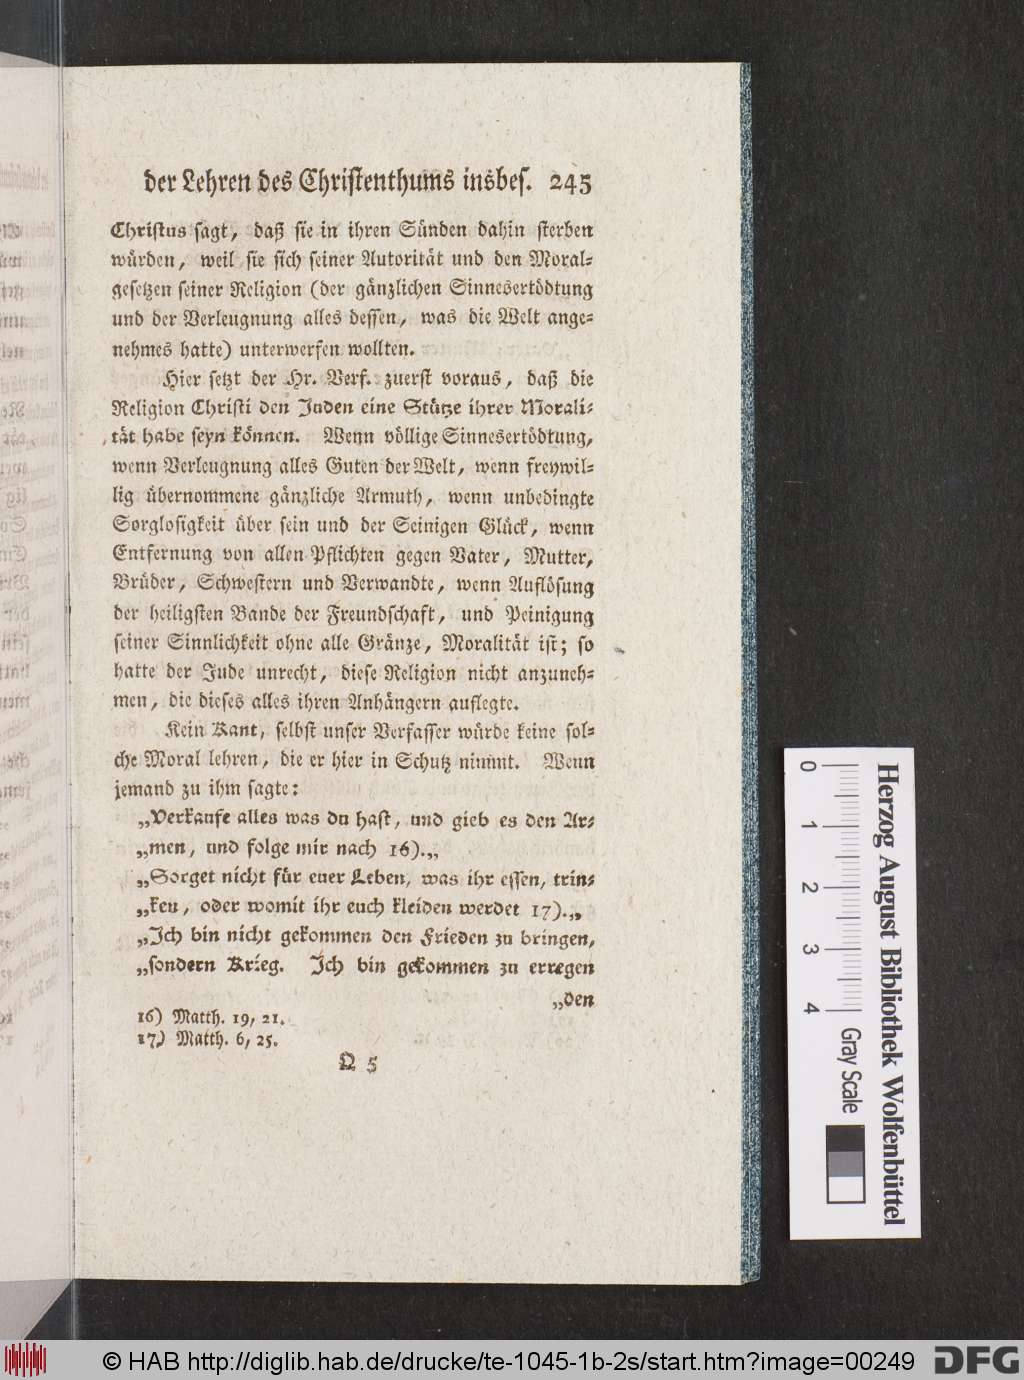 der Lehren des Christenthums insbes. 245
Christus sagt, daß sie in ihren Sünden dahin sterben
würden, weil sie sich seiner Autorität und den Moral-
gesetzen seiner Religion (der gänzlichen Sinnesertödtung
und der Verleugnung alles dessen, was die Welt ange-
nehmes hatte) unterwerfen wollten.
Hier setzt der Hr. Verf. zuerst voraus, daß die
Religion Christi den Juden eine Stütze ihrer Morali-
tät habe seyn können. Wenn völlige Sinnesertödtung,
wenn Verleugnung alles Guten der Welt, wenn freywil-
lig übernommene gänzliche Armuth, wenn unbedingte
Sorglosigkeit über sein und der Seinigen Glück, wenn
Entfernung von allen Pflichten gegen Vater, Mutter,
Brüder, Schwestern und Verwandte, wenn Auflösung
der heiligsten Bande der Freundschaft, und Peinigung
seiner Sinnlichkeit ohne alle Gränze, Moralität ist; so
hatte der Jude unrecht, diese Religion nicht anzuneh-
men, die dieses alles ihren Anhängern auflegte.
Kein Kant, selbst unser Verfasser würde keine sol-
che Moral lehren, die er hier in Schutz nimmt. Wenn
jemand zu ihm sagte:
„Verkaufe alles was du hast, und gieb es den Ar-
„men, und folge mir nach 16).„
„Sorget nicht für euer Leben, was ihr essen, trin-
„ken, oder womit ihr euch kleiden werdet 17).„
„Ich bin nicht gekommen den Frieden zu bringen,
„sondern Krieg. Ich bin gekommen zu erregen
„den
16) Matth. 19, 21.
17) Matth. 6, 25.
Q 5
0 1 2 3 4
Gray Scale
Herzog August Bibliothek Wolfenbüttel
© HAB http://diglib.hab.de/drucke/te-1045-1b-2s/start.htm?image=00249
DFG